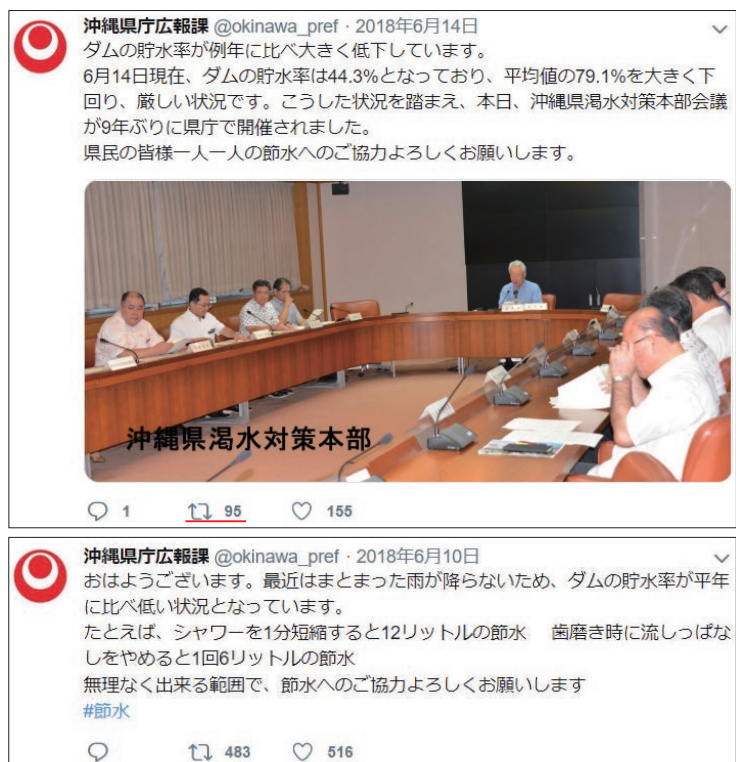 沖縄県庁広報課 @okinawa_pref · 2018年6月14日
ダムの貯水率が例年に比べ大きく低下しています。
6月14日現在、ダムの貯水率は44.3%となっており、平均値の79.1%を大きく下
回り、厳しい状況です。こうした状況を踏まえ、本日、沖縄県渇水対策本部会議
が9年ぶりに県庁で開催されました。
県民の皆様一人一人の節水へのご協力よろしくお願いします。
沖縄県渇水対策本部
1 95 155
沖縄県庁広報課 @okinawa_pref · 2018年6月10日
おはようございます。最近はまとまった雨が降らないため、ダムの貯水率が平年
に比べ低い状況となっています。
たとえば、シャワーを1分短縮すると12リットルの節水　歯磨き時に流しっぱな
しをやめると1回6リットルの節水
無理なく出来る範囲で、節水へのご協力よろしくお願いします
#節水
483 516